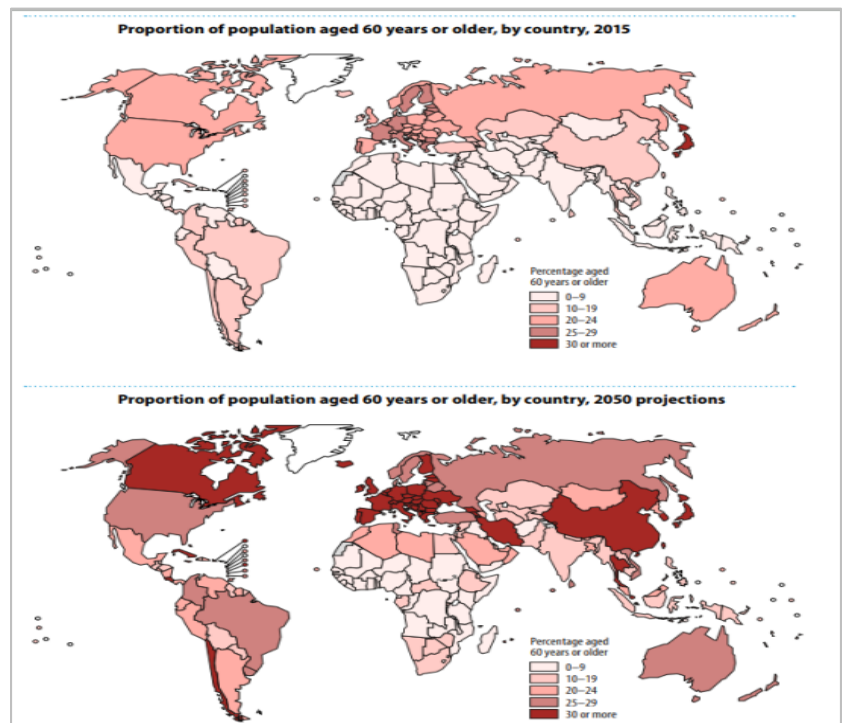 Proportion of population aged 60 years or older, by country, 2015
Percentage aged
60 years or older
0–9
10–19
20–24
25–29
30 or more
Proportion of population aged 60 years or older, by country, 2050 projections
Percentage aged
60 years or older
0–9
10–19
20–24
25–29
30 or more